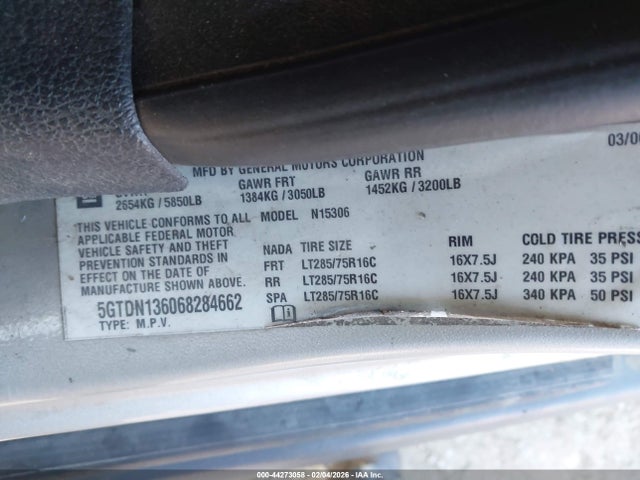 MFD BY GENERAL MOTORS CORPORATION
GM
GAWR FRT GAWR RR
2654KG / 5850LB 1384KG / 3050LB 1452KG / 3200LB
THIS VEHICLE CONFORMS TO ALL MODEL N15306
APPLICABLE FEDERAL MOTOR
VEHICLE SAFETY AND THEFT
PREVENTION STANDARDS IN
EFFECT ON THE DATE OF
MANUFACTURE SHOWN ABOVE.
5GTDN136068284662
TYPE: M.P.V.
NADA TIRE SIZE RIM COLD TIRE PRESS
FRT LT285/75R16C 16X7.5J 240 KPA 35 PSI
RR LT285/75R16C 16X7.5J 240 KPA 35 PSI
SPA LT285/75R16C 16X7.5J 340 KPA 50 PSI
000-44273058 - 02/04/2026 - IAA Inc.